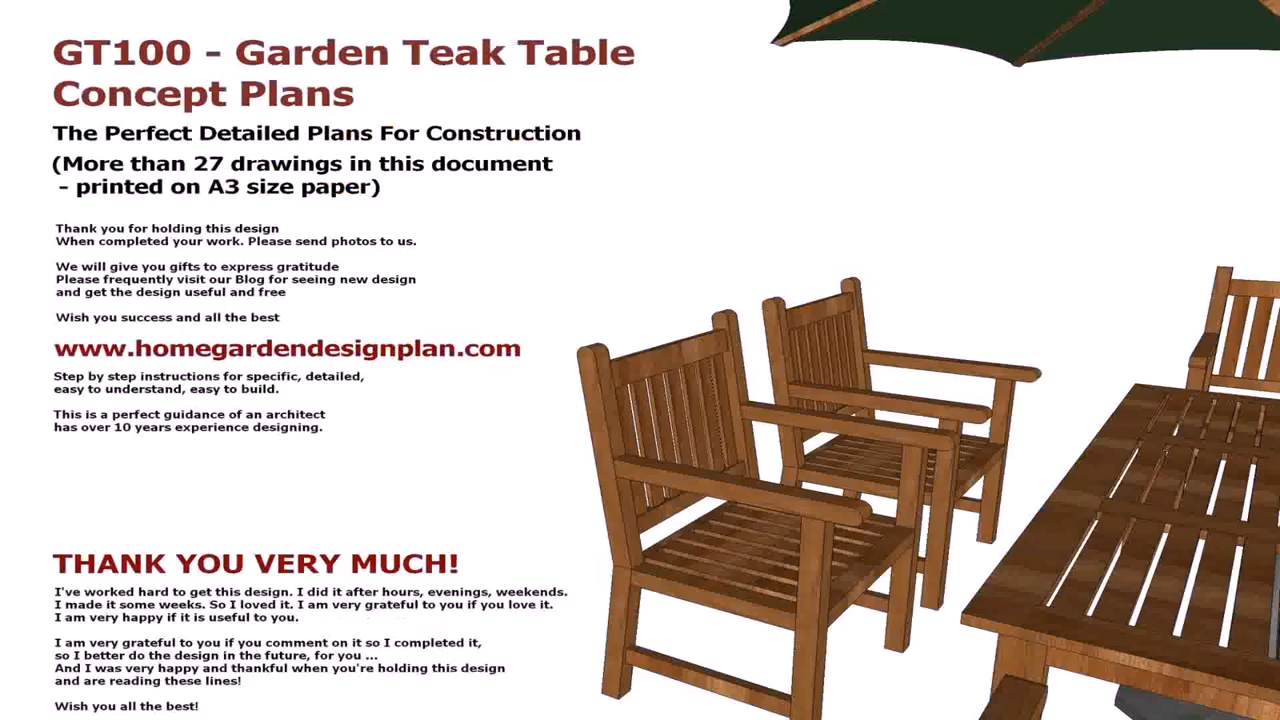 GT100 - Garden Teak Table
Concept Plans
The Perfect Detailed Plans For Construction
(More than 27 drawings in this document
- printed on A3 size paper)
Thank you for holding this design
When completed your work. Please send photos to us.
We will give you gifts to express gratitude
Please frequently visit our Blog for seeing new design
and get the design useful and free
Wish you success and all the best
www.homegardendesignplan.com
Step by step instructions for specific, detailed,
easy to understand, easy to build.
This is a perfect guidance of an architect
has over 10 years experience designing.
THANK YOU VERY MUCH!
I've worked hard to get this design. I did it after hours, evenings, weekends.
I made it some weeks. So I loved it. I am very grateful to you if you love it.
I am very happy if it is useful to you.
I am very grateful to you if you comment on it so I completed it,
so I better do the design in the future, for you ...
And I was very happy and thankful when you're holding this design
and are reading these lines!
Wish you all the best!